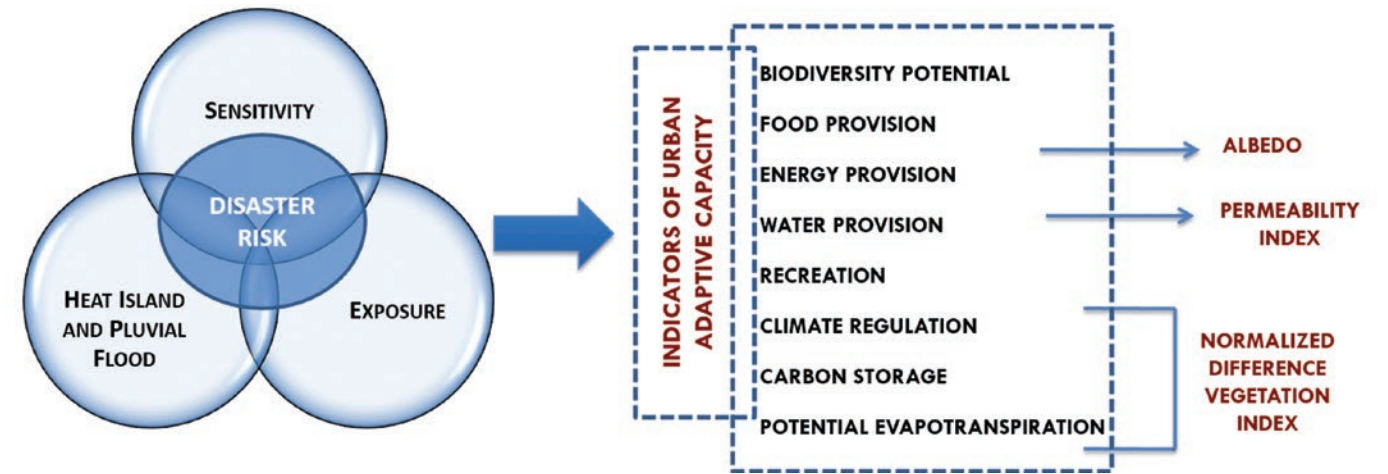 SENSITIVITY
DISASTER
RISK
HEAT ISLAND
AND PLUVIAL
FLOOD
EXPOSURE
INDICATORS OF URBAN
ADAPTIVE CAPACITY
BIODIVERSITY POTENTIAL
FOOD PROVISION
ENERGY PROVISION
WATER PROVISION
RECREATION
CLIMATE REGULATION
CARBON STORAGE
POTENTIAL EVAPOTRANSPIRATION
ALBEDO
PERMEABILITY
INDEX
NORMALIZED
DIFFERENCE
VEGETATION
INDEX